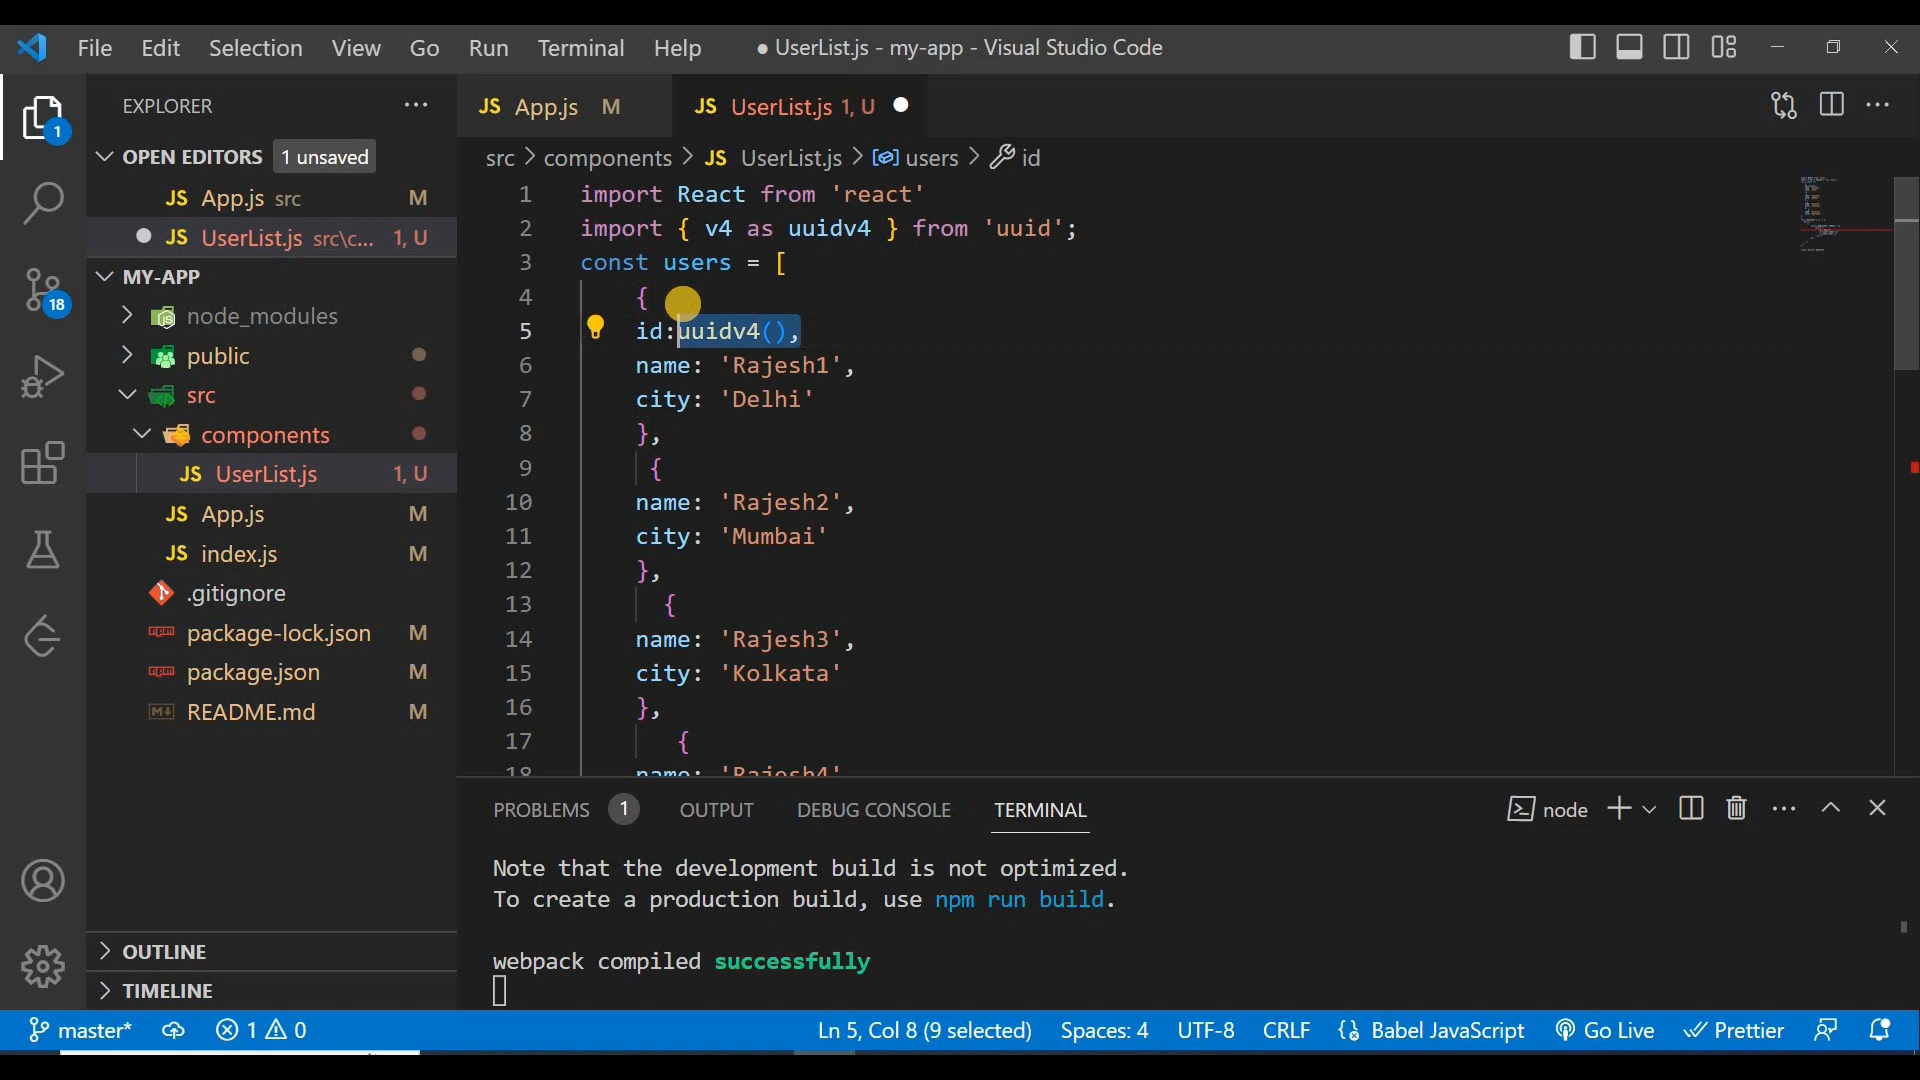 File Edit Selection View Go Run Terminal Help ● UserList.js - my-app - Visual Studio Code
EXPLORER
JS App.js M JS UserList.js 1, U
OPEN EDITORS 1 unsaved
JS App.js src M
JS UserList.js src\c... 1, U
MY-APP
node_modules
public
src
components
JS UserList.js 1, U
JS App.js M
JS index.js M
.gitignore
package-lock.json M
package.json M
README.md M
OUTLINE
TIMELINE
1
18
src > components > JS UserList.js > users > id
1 import React from 'react'
2 import { v4 as uuidv4 } from 'uuid';
3 const users = [
4 {
5 id:uuidv4(),
6 name: 'Rajesh1',
7 city: 'Delhi'
8 },
9 {
10 name: 'Rajesh2',
11 city: 'Mumbai'
12 },
13 {
14 name: 'Rajesh3',
15 city: 'Kolkata'
16 },
17 {
18 name: 'Rajesh4'
PROBLEMS 1 OUTPUT DEBUG CONSOLE TERMINAL node
Note that the development build is not optimized.
To create a production build, use npm run build.
webpack compiled successfully
master* 1 0 Ln 5, Col 8 (9 selected) Spaces: 4 UTF-8 CRLF Babel JavaScript Go Live Prettier